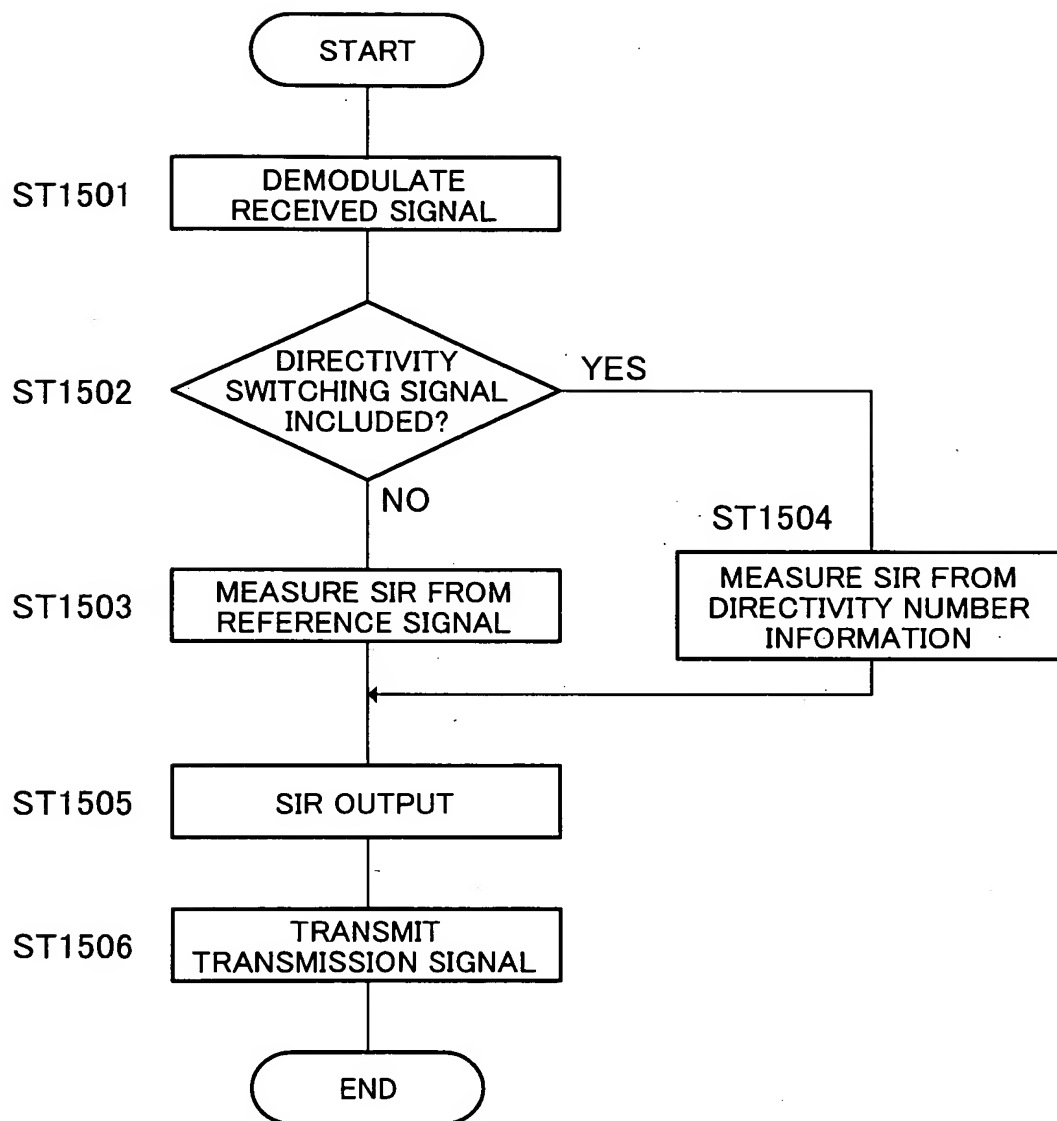 START
ST1501
DEMODULATE
RECEIVED SIGNAL
ST1502
DIRECTIVITY
SWITCHING SIGNAL
INCLUDED?
YES
NO
ST1503
MEASURE SIR FROM
REFERENCE SIGNAL
ST1504
MEASURE SIR FROM
DIRECTIVITY NUMBER
INFORMATION
ST1505
SIR OUTPUT
ST1506
TRANSMIT
TRANSMISSION SIGNAL
END